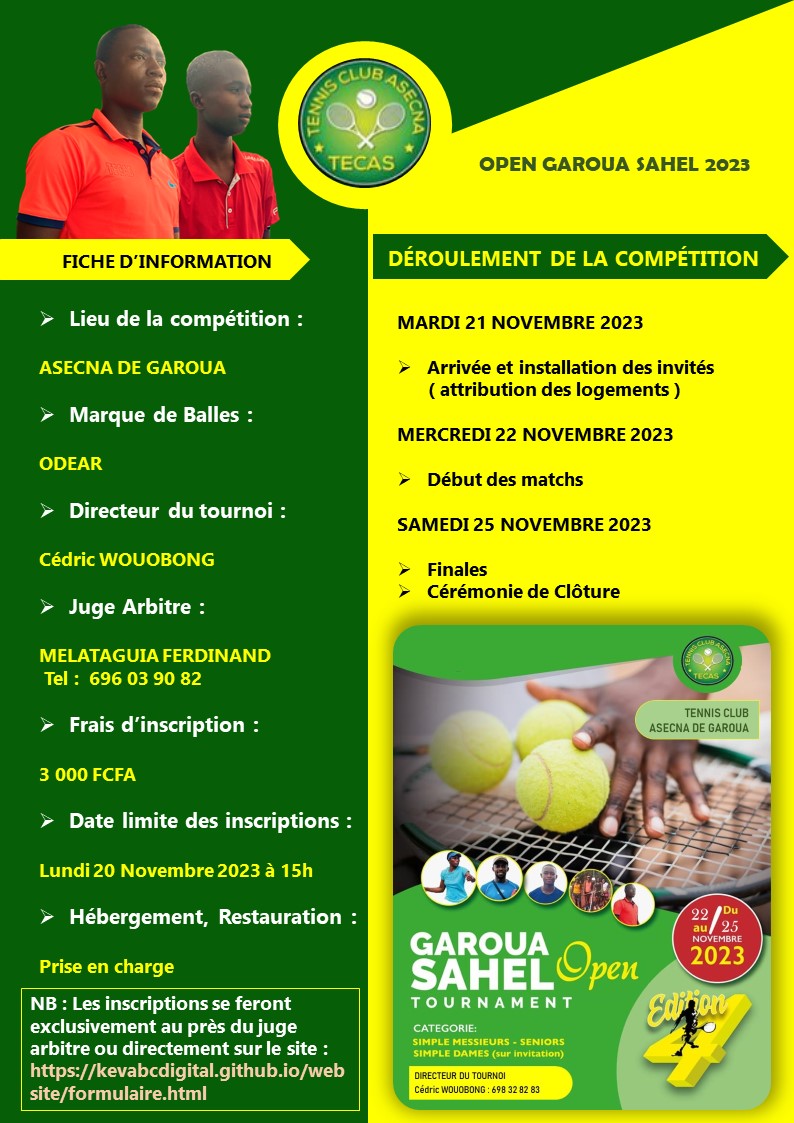 TENNIS CLUB ASECNA
TECAS
OPEN GAROUA SAHEL 2023
FICHE D’INFORMATION
Lieu de la compétition :
ASECNA DE GAROUA
Marque de Balles :
ODEAR
Directeur du tournoi :
Cédric WOUOBONG
Juge Arbitre :
MELATAGUIA FERDINAND
Tel : 696 03 90 82
Frais d’inscription :
3 000 FCFA
Date limite des inscriptions :
Lundi 20 Novembre 2023 à 15h
Hébergement, Restauration :
Prise en charge
NB : Les inscriptions se feront
exclusivement au près du juge
arbitre ou directement sur le site :
https://kevabcdigital.github.io/web
site/formulaire.html
DÉROULEMENT DE LA COMPÉTITION
MARDI 21 NOVEMBRE 2023
Arrivée et installation des invités
( attribution des logements )
MERCREDI 22 NOVEMBRE 2023
Début des matchs
SAMEDI 25 NOVEMBRE 2023
Finales
Cérémonie de Clôture
TENNIS CLUB ASECNA
TECAS
TENNIS CLUB
ASECNA DE GAROUA
Du
22 au 25
NOVEMBRE
2023
GAROUA
SAHEL Open
TOURNAMENT
Edition
4
CATEGORIE:
SIMPLE MESSIEURS - SENIORS
SIMPLE DAMES (sur invitation)
DIRECTEUR DU TOURNOI
Cédric WOUOBONG : 698 32 82 83